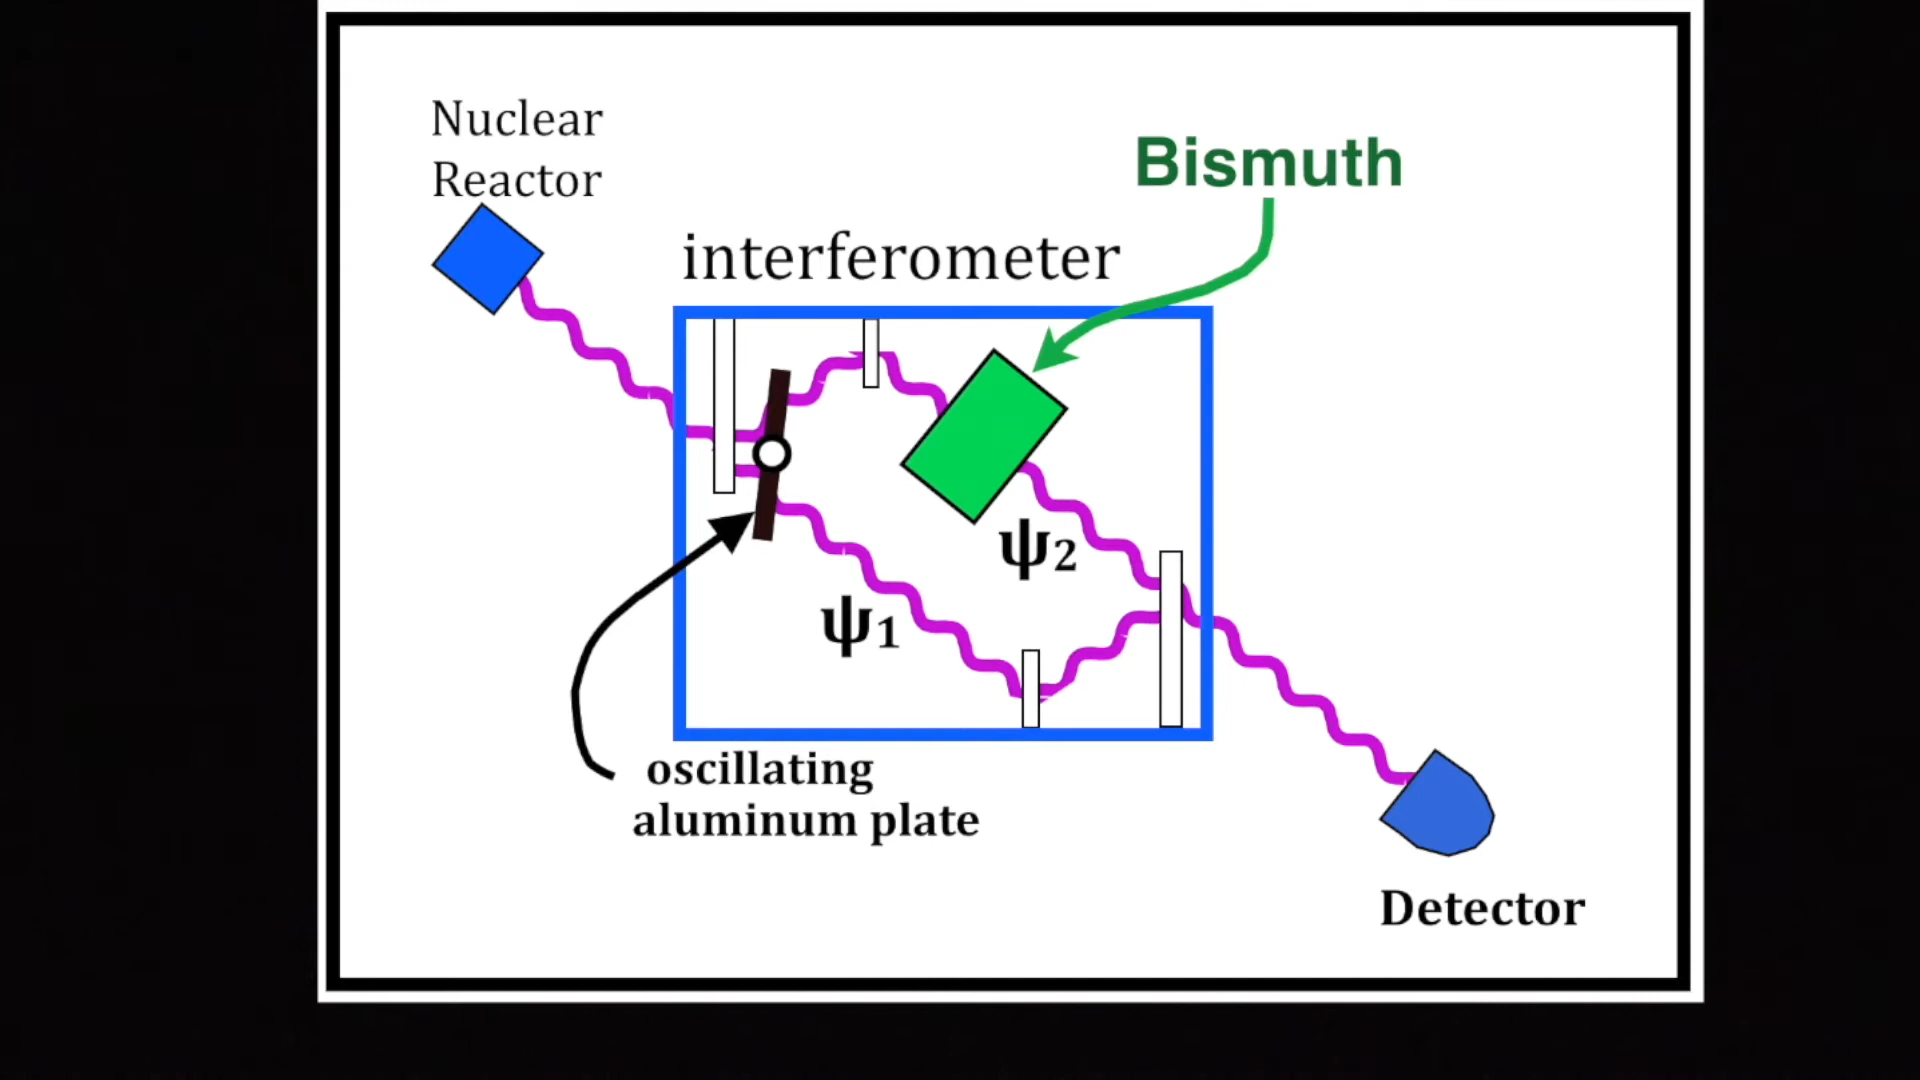 Nuclear
Reactor
Bismuth
interferometer
ψ2
ψ1
oscillating
aluminum plate
Detector